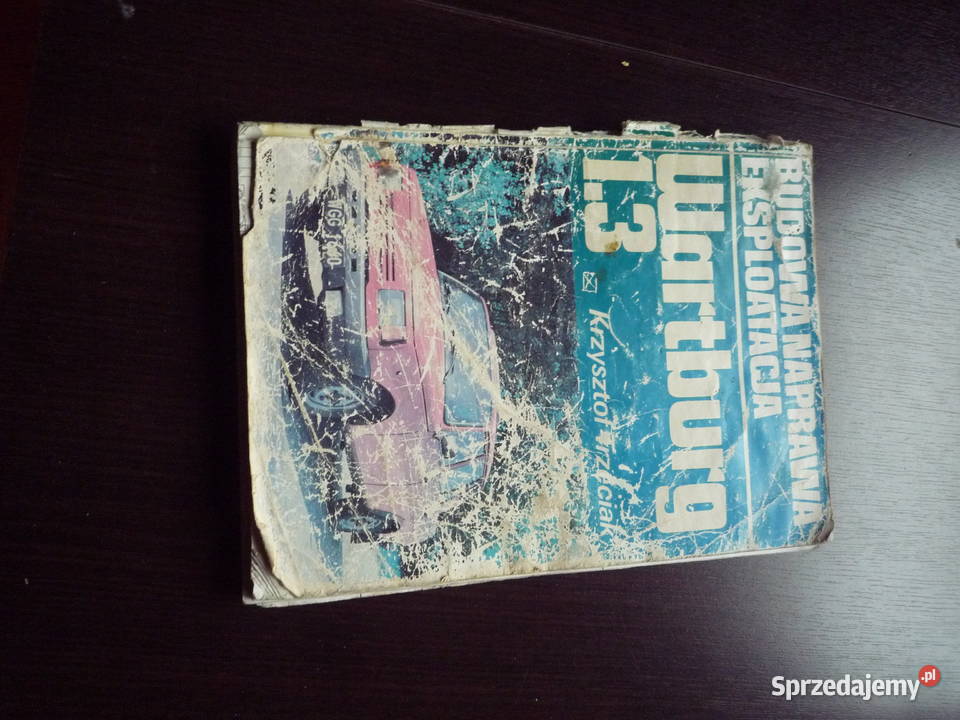 BUDOWA NAPRAWA
EKSPLOATACJA
Wartburg
1.3
Krzysztof
Sprzedajemy.pl